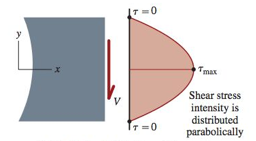 y
x
V
τ = 0
τmax
Shear stress
intensity is
distributed
parabolically
τ = 0